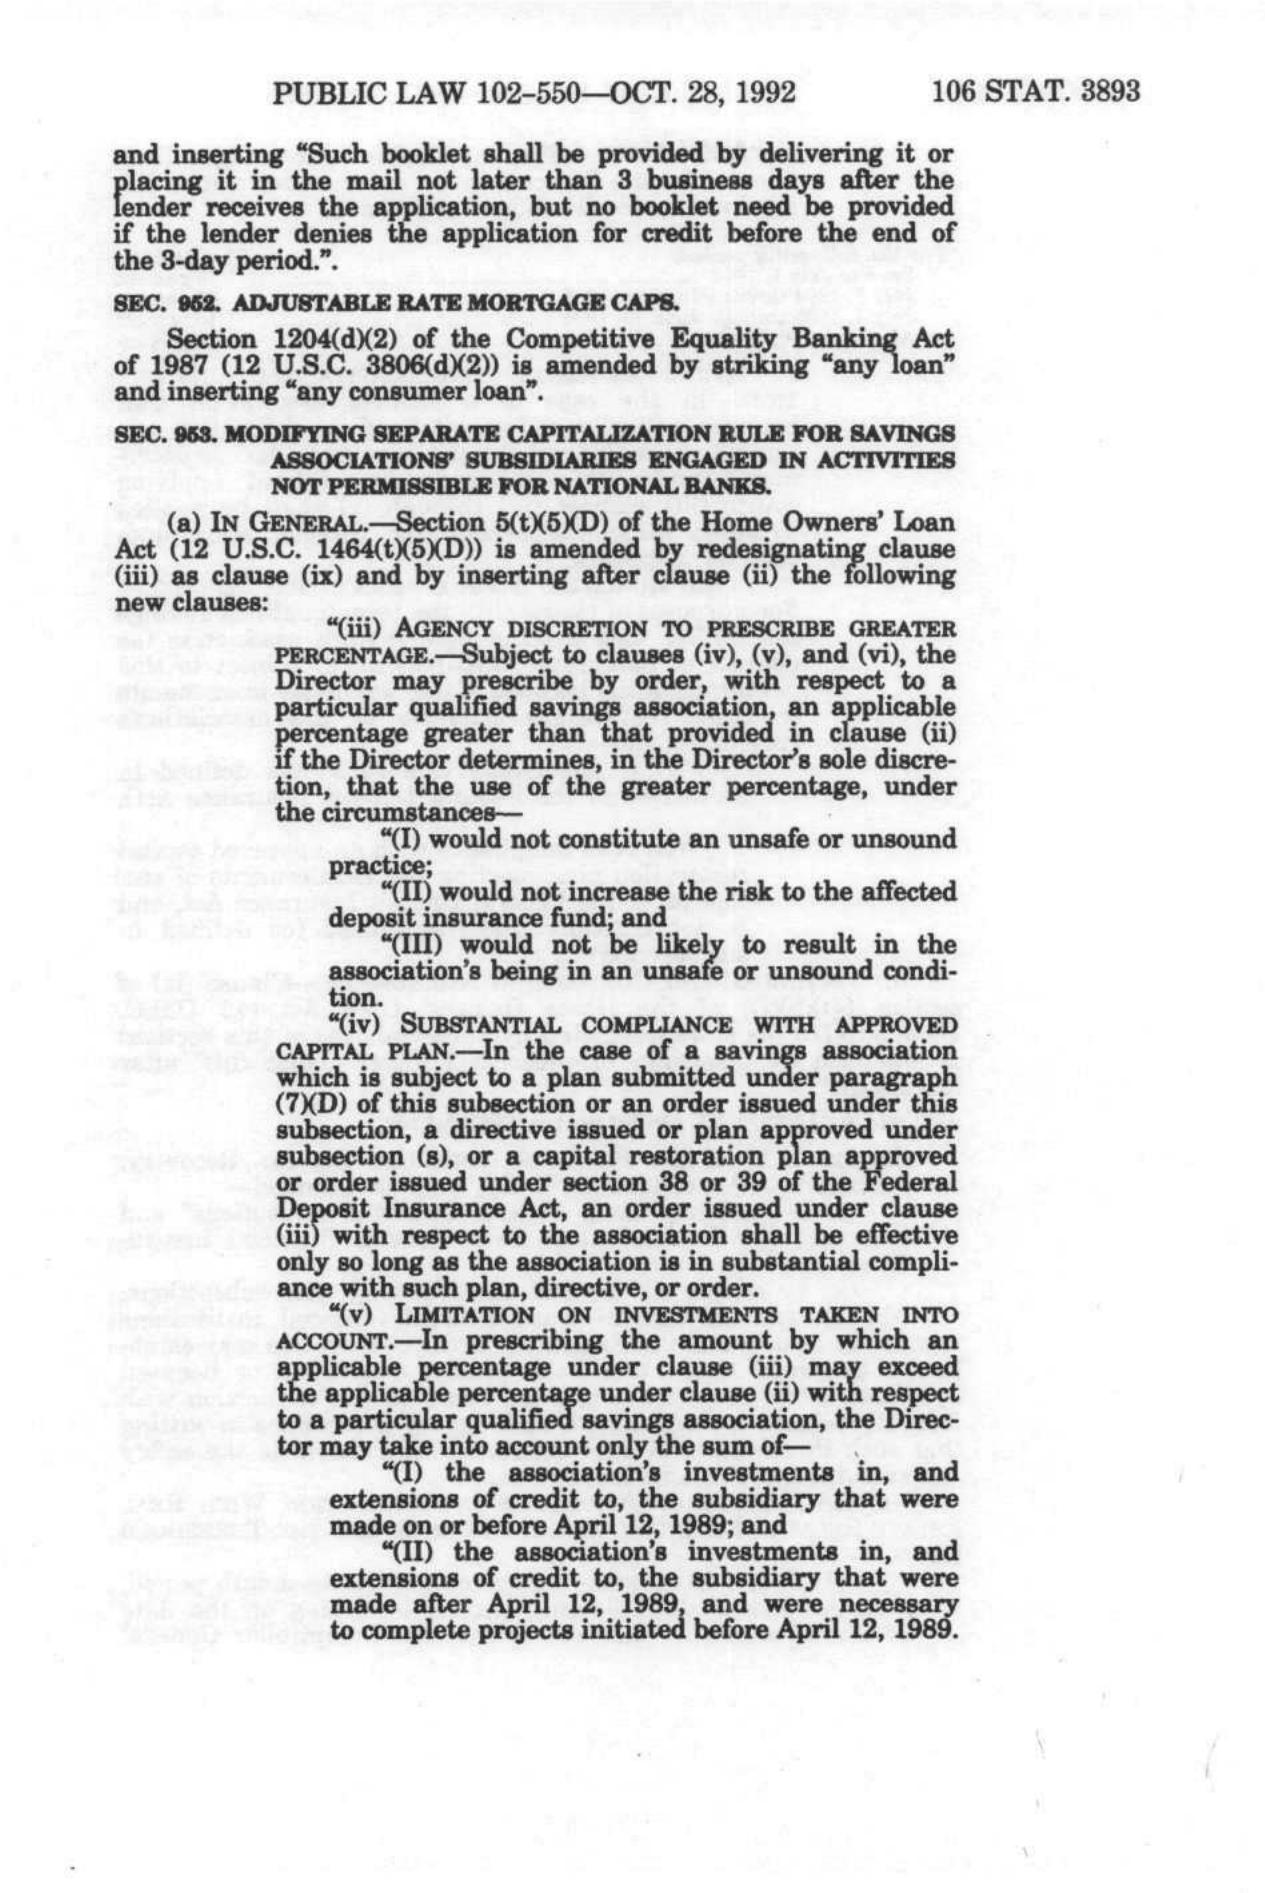 PUBLIC LAW 102–550—OCT. 28, 1992 106 STAT. 3893
and inserting “Such booklet shall be provided by delivering it or
placing it in the mail not later than 3 business days after the
lender receives the application, but no booklet need be provided
if the lender denies the application for credit before the end of
the 3-day period.”.
SEC. 952. ADJUSTABLE RATE MORTGAGE CAPS.
Section 1204(d)(2) of the Competitive Equality Banking Act
of 1987 (12 U.S.C. 3806(d)(2)) is amended by striking “any loan”
and inserting “any consumer loan”.
SEC. 953. MODIFYING SEPARATE CAPITALIZATION RULE FOR SAVINGS
ASSOCIATIONS’ SUBSIDIARIES ENGAGED IN ACTIVITIES
NOT PERMISSIBLE FOR NATIONAL BANKS.
(a) IN GENERAL.—Section 5(t)(5)(D) of the Home Owners’ Loan
Act (12 U.S.C. 1464(t)(5)(D)) is amended by redesignating clause
(iii) as clause (ix) and by inserting after clause (ii) the following
new clauses:
“(iii) AGENCY DISCRETION TO PRESCRIBE GREATER
PERCENTAGE.—Subject to clauses (iv), (v), and (vi), the
Director may prescribe by order, with respect to a
particular qualified savings association, an applicable
percentage greater than that provided in clause (ii)
if the Director determines, in the Director’s sole discre-
tion, that the use of the greater percentage, under
the circumstances—
“(I) would not constitute an unsafe or unsound
practice;
“(II) would not increase the risk to the affected
deposit insurance fund; and
“(III) would not be likely to result in the
association’s being in an unsafe or unsound condi-
tion.
“(iv) SUBSTANTIAL COMPLIANCE WITH APPROVED
CAPITAL PLAN.—In the case of a savings association
which is subject to a plan submitted under paragraph
(7)(D) of this subsection or an order issued under this
subsection, a directive issued or plan approved under
subsection (s), or a capital restoration plan approved
or order issued under section 38 or 39 of the Federal
Deposit Insurance Act, an order issued under clause
(iii) with respect to the association shall be effective
only so long as the association is in substantial compli-
ance with such plan, directive, or order.
“(v) LIMITATION ON INVESTMENTS TAKEN INTO
ACCOUNT.—In prescribing the amount by which an
applicable percentage under clause (iii) may exceed
the applicable percentage under clause (ii) with respect
to a particular qualified savings association, the Direc-
tor may take into account only the sum of—
“(I) the association’s investments in, and
extensions of credit to, the subsidiary that were
made on or before April 12, 1989; and
“(II) the association’s investments in, and
extensions of credit to, the subsidiary that were
made after April 12, 1989, and were necessary
to complete projects initiated before April 12, 1989.